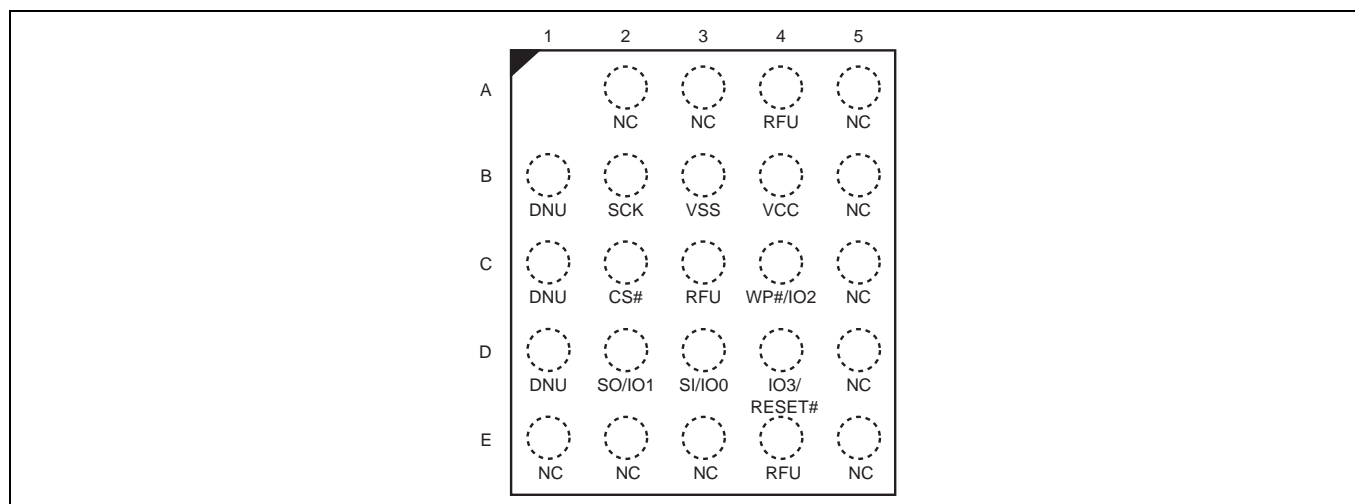 1 2 3 4 5
A
NC NC RFU NC
B
DNU SCK VSS VCC NC
C
DNU CS# RFU WP#/IO2 NC
D
DNU SO/IO1 SI/IO0 IO3/ NC
RESET#
E
NC NC NC RFU NC